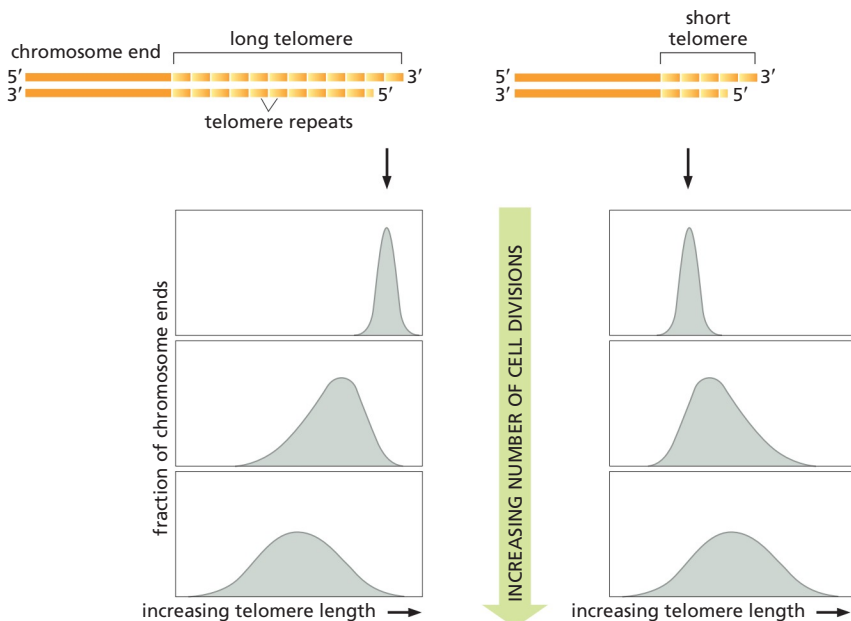 chromosome end
long telomere
5′
3′
3′
5′
telomere repeats
short
telomere
5′
3′
3′
5′
fraction of chromosome ends
INCREASING NUMBER OF CELL DIVISIONS
increasing telomere length
increasing telomere length